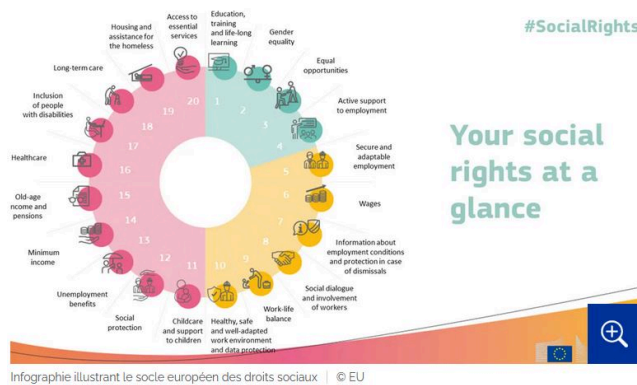 #SocialRights
Your social
rights at a
glance
Education,
training
and life-long
learning
Gender
equality
Equal
opportunities
Active support
to employment
Secure and
adaptable
employment
Wages
Information about
employment conditions
and protection in case
of dismissals
Social dialogue
and involvement
of workers
Work-life
balance
Healthy, safe
and well-adapted
work environment
and data protection
Childcare
and support
to children
Social
protection
Unemployment
benefits
Minimum
income
Old-age
income and
pensions
Healthcare
Inclusion
of people
with disabilities
Long-term care
Housing and
assistance for
the homeless
Access to
essential
services
1
2
3
4
5
6
7
8
9
10
11
12
13
14
15
16
17
18
19
20
Infographie illustrant le socle européen des droits sociaux | © EU